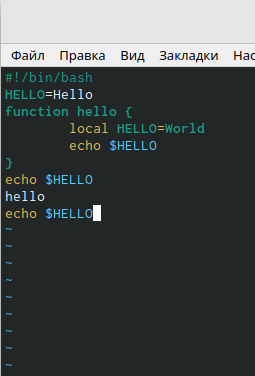 Файл Правка Вид Закладки Нас
#!/bin/bash
HELLO=Hello
function hello {
        local HELLO=World
        echo $HELLO
}
echo $HELLO
hello
echo $HELLO
~
~
~
~
~
~
~
~
~